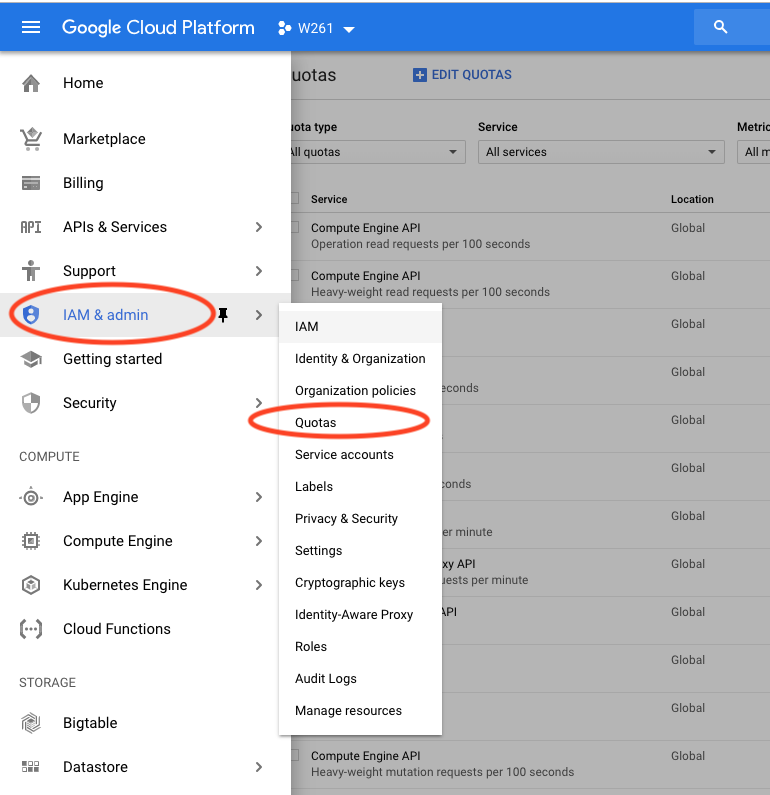 Google Cloud Platform W261
Home
Marketplace
Billing
API APIs & Services
Support
IAM & admin
Getting started
Security
COMPUTE
App Engine
Compute Engine
Kubernetes Engine
Cloud Functions
STORAGE
Bigtable
Datastore
IAM
Identity & Organization
Organization policies
Quotas
Service accounts
Labels
Privacy & Security
Settings
Cryptographic keys
Identity-Aware Proxy
Roles
Audit Logs
Manage resources
uotas EDIT QUOTAS
uota type Service Metric
All quotas All services All m
Service Location
Compute Engine API Global
Operation read requests per 100 seconds
Compute Engine API Global
Heavy-weight read requests per 100 seconds
Global
Global
econds
Global
Global
conds
Global
er minute
xy API Global
uests per minute
API Global
Global
Global
Compute Engine API Global
Heavy-weight mutation requests per 100 seconds